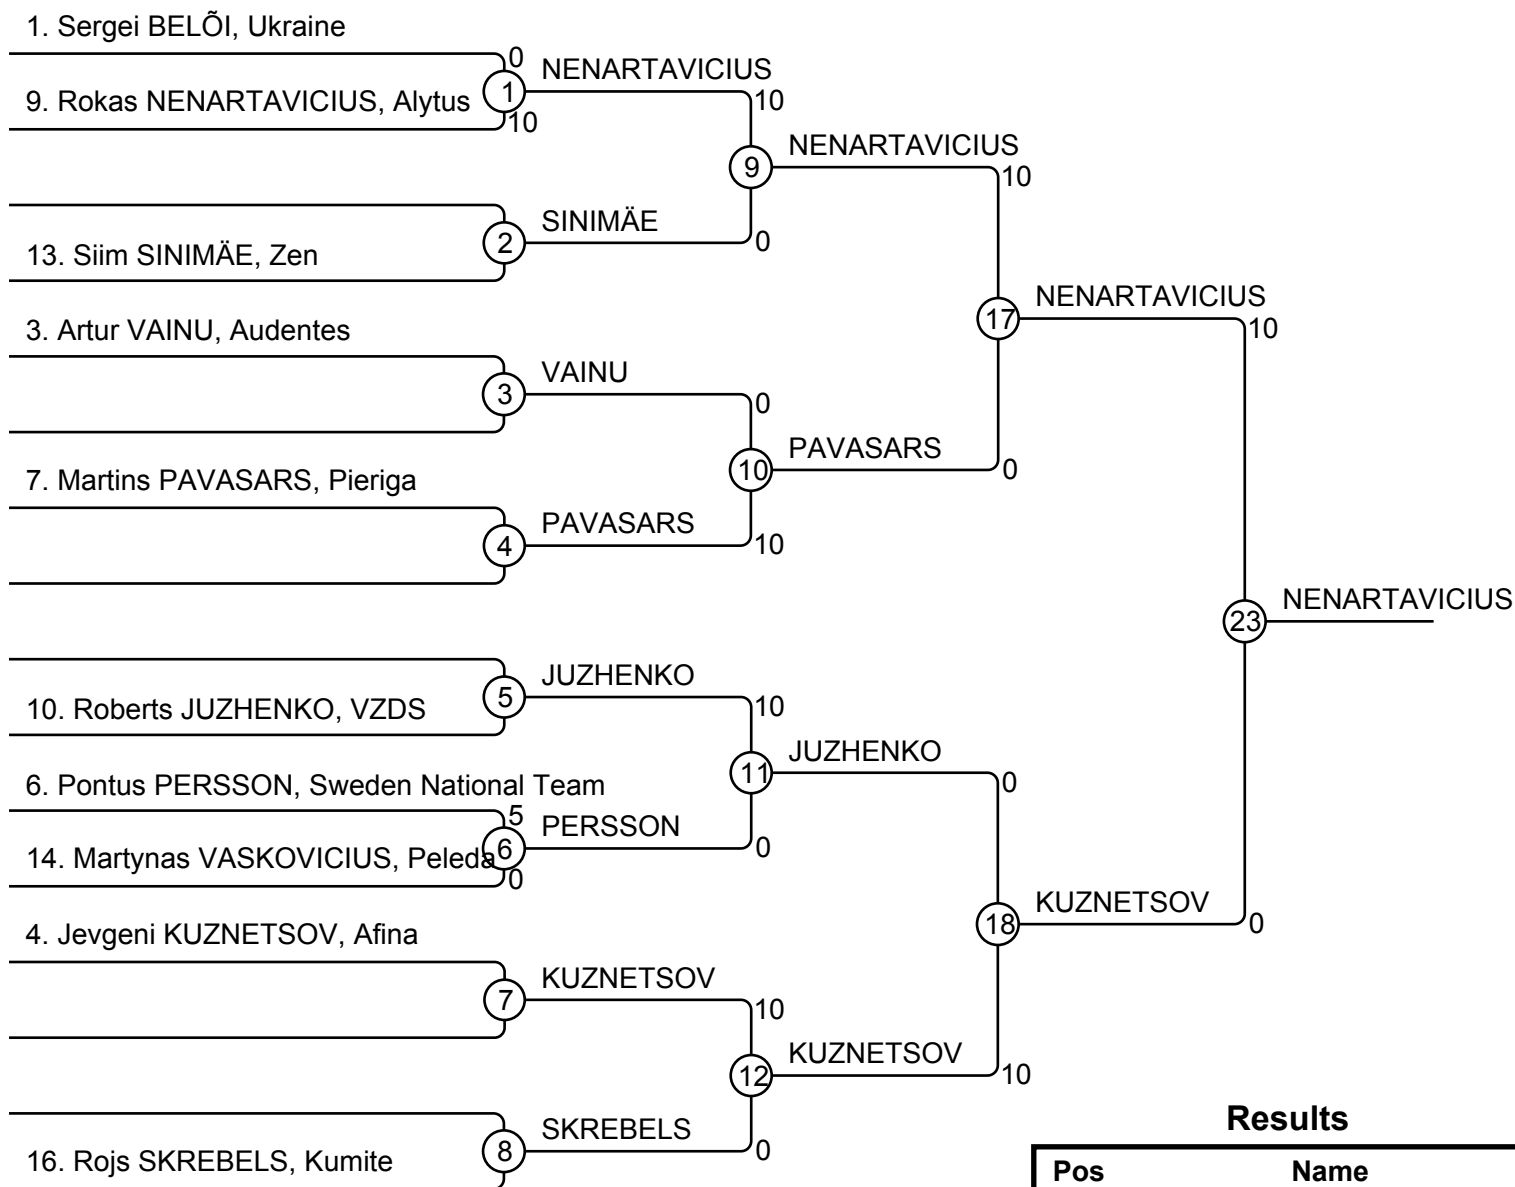 1. Sergei BELÕI, Ukraine
0
NENARTAVICIUS
1
9. Rokas NENARTAVICIUS, Alytus
10
10
NENARTAVICIUS
9
10
SINIMÄE
2
0
13. Siim SINIMÄE, Zen
NENARTAVICIUS
17
10
3. Artur VAINU, Audentes
VAINU
3
0
PAVASARS
10
0
7. Martins PAVASARS, Pieriga
PAVASARS
4
10
NENARTAVICIUS
23
JUZHENKO
5
10
10. Roberts JUZHENKO, VZDS
JUZHENKO
11
0
6. Pontus PERSSON, Sweden National Team
5
PERSSON
6
0
14. Martynas VASKOVICIUS, Peleda
0
KUZNETSOV
18
0
4. Jevgeni KUZNETSOV, Afina
KUZNETSOV
7
10
KUZNETSOV
12
10
SKREBELS
8
0
16. Rojs SKREBELS, Kumite
Results
Pos Name